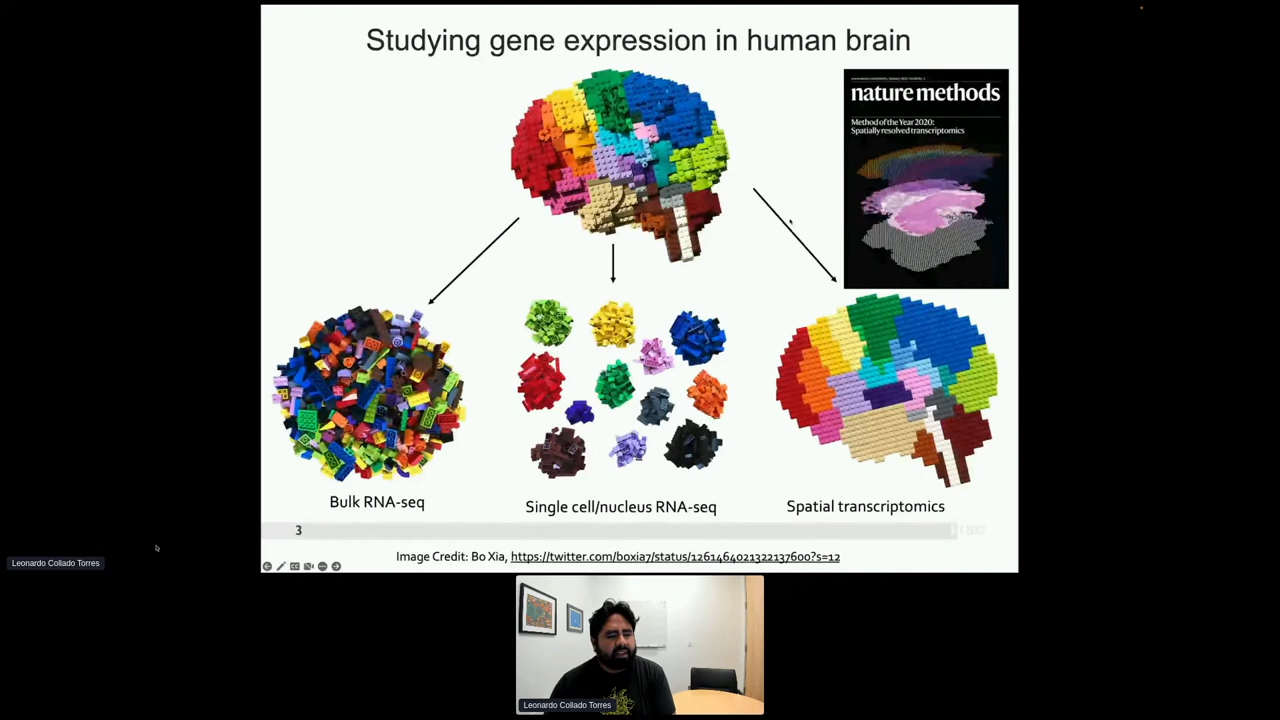 Studying gene expression in human brain
nature methods
Method of the Year 2020:
Spatially resolved transcriptomics
Bulk RNA-seq
Single cell/nucleus RNA-seq
Spatial transcriptomics
3
Image Credit: Bo Xia, https://twitter.com/boxia7/status/1261464021322137600?s=12
Leonardo Collado Torres
Leonardo Collado Torres